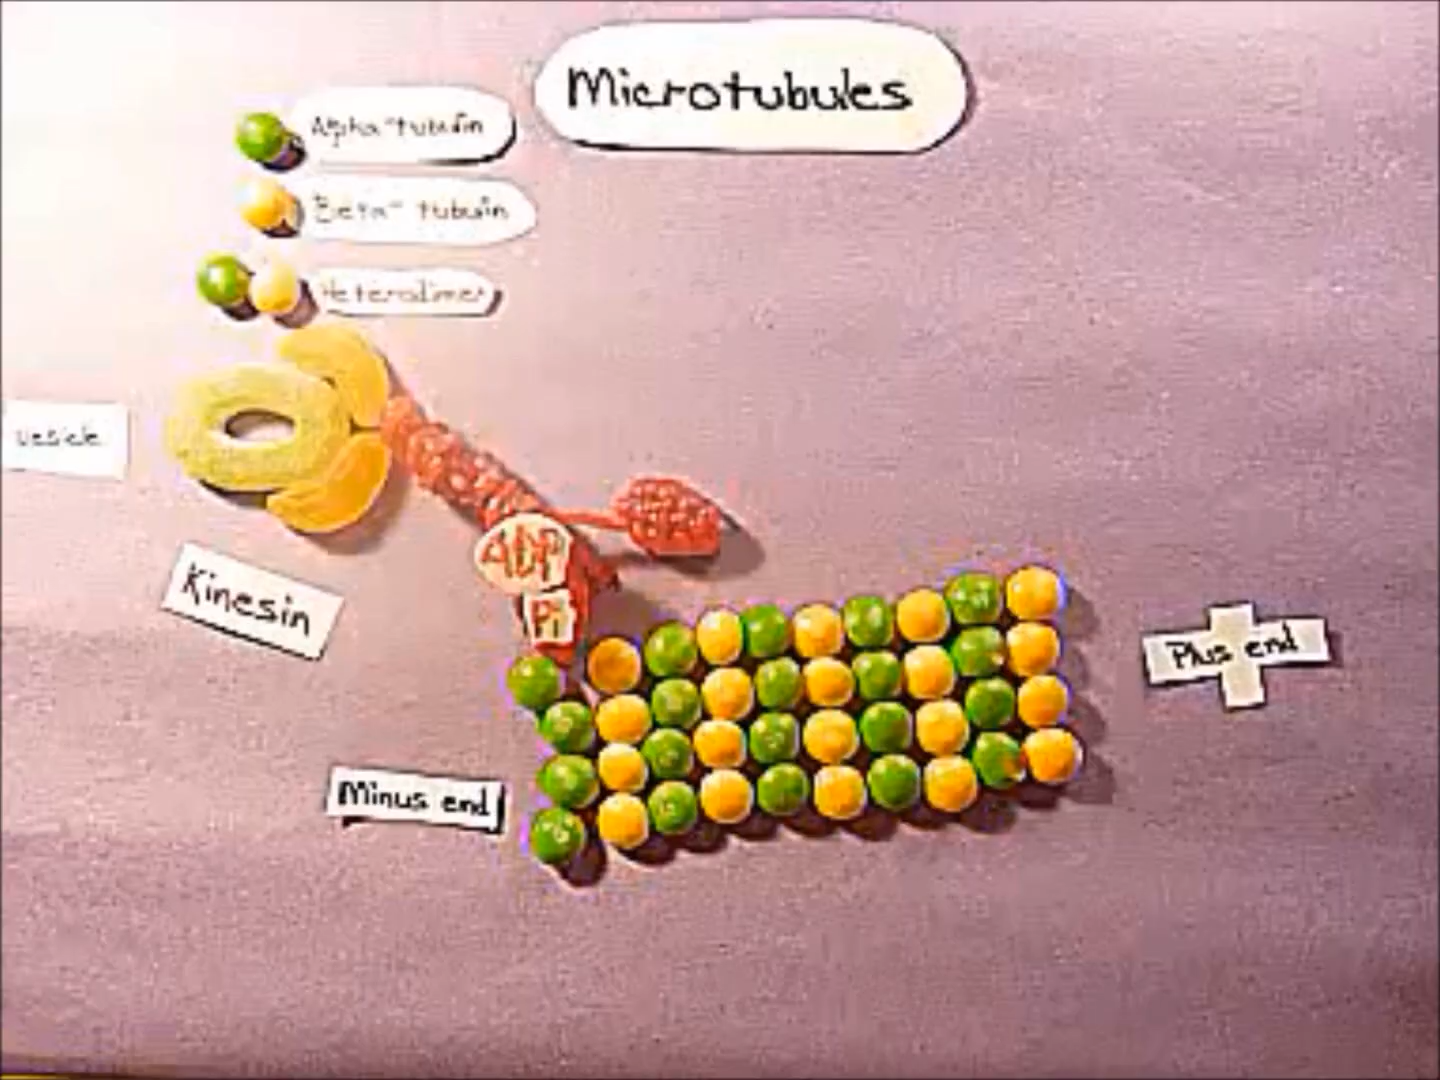 Microtubules
Alpha-tubulin
Beta- tubulin
Heterodimer
vesicle
ADP
Pi
Kinesin
Plus end
Minus end